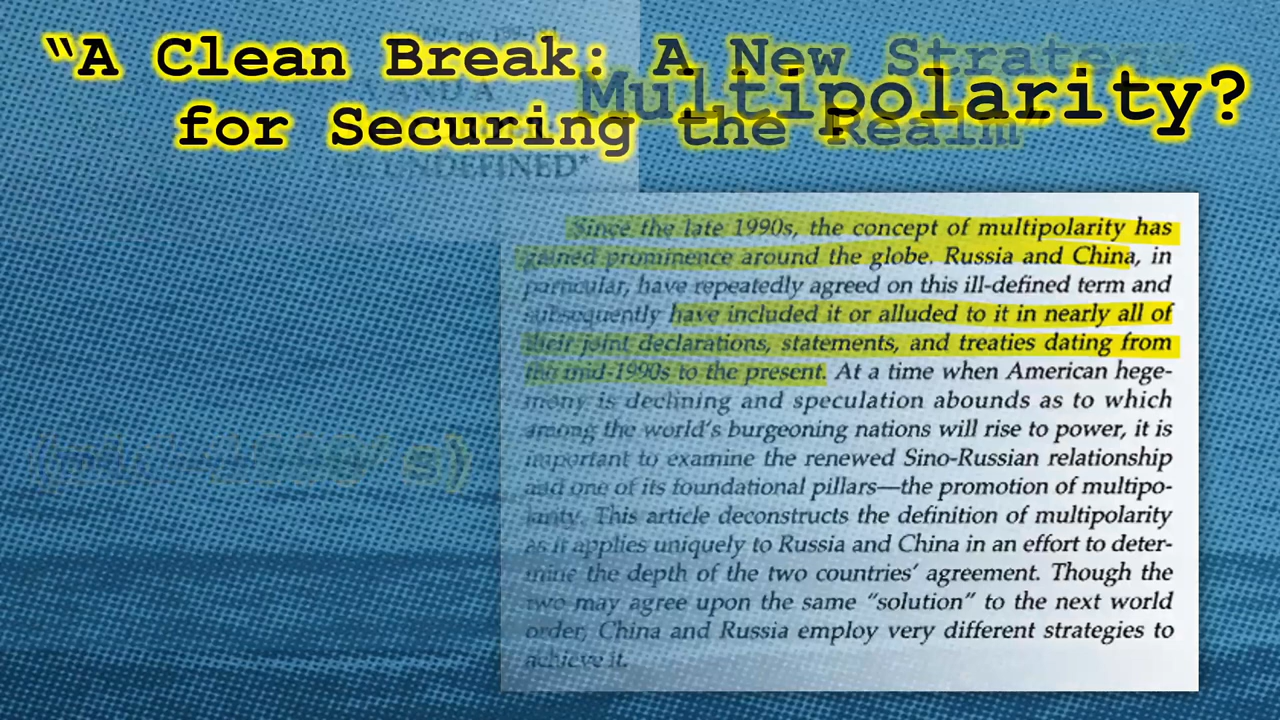 “A Clean Break: A New Strategy
Multipolarity?
for Securing the Realm”
UNDEFINED*
Since the late 1990s, the concept of multipolarity has
gained prominence around the globe. Russia and China, in
particular, have repeatedly agreed on this ill-defined term and
subsequently have included it or alluded to it in nearly all of
their joint declarations, statements, and treaties dating from
the mid-1990s to the present. At a time when American hege-
mony is declining and speculation abounds as to which
among the world’s burgeoning nations will rise to power, it is
important to examine the renewed Sino-Russian relationship
and one of its foundational pillars—the promotion of multipo-
larity. This article deconstructs the definition of multipolarity
as it applies uniquely to Russia and China in an effort to deter-
mine the depth of the two countries’ agreement. Though the
two may agree upon the same “solution” to the next world
order, China and Russia employ very different strategies to
achieve it.